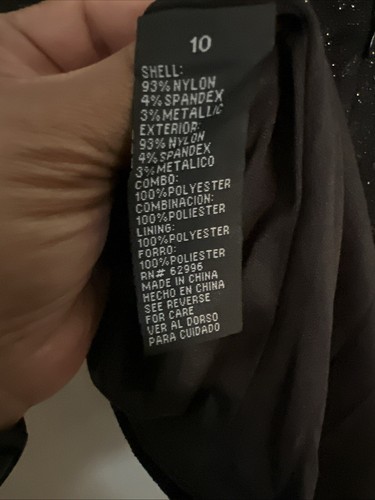 10
SHELL:
93% NYLON
4% SPANDEX
3% METALLIC
EXTERIOR:
93% NYLON
4% SPANDEX
3% METALICO
COMBO:
100%POLYESTER
COMBINACION:
100%POLIESTER
LINING:
100%POLYESTER
FORRO:
100%POLIESTER
RN# 62996
MADE IN CHINA
HECHO EN CHINA
SEE REVERSE
FOR CARE
VER AL DORSO
PARA CUIDADO